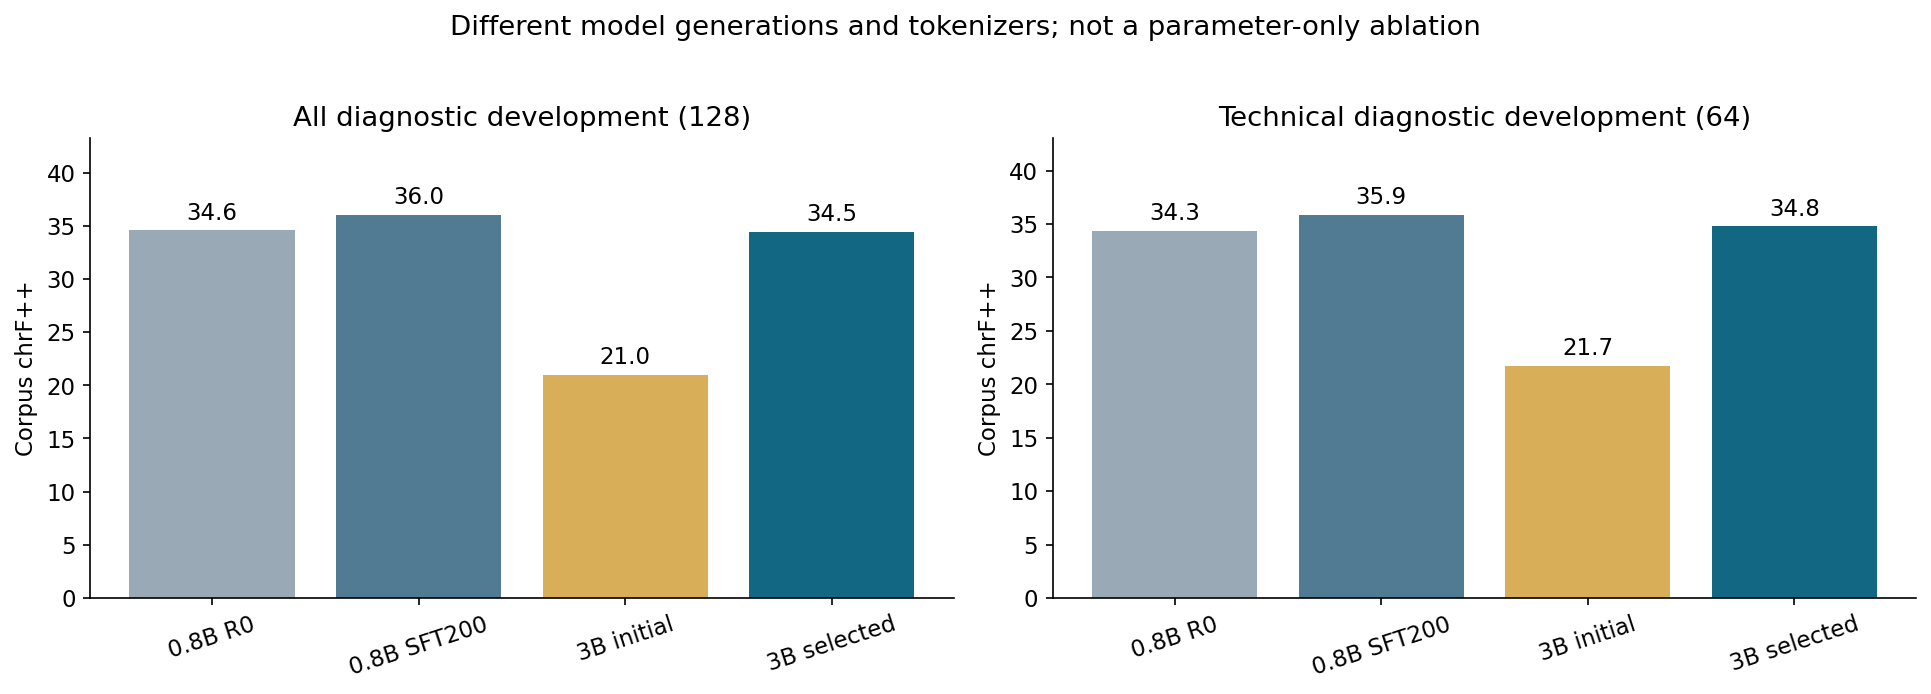 Different model generations and tokenizers; not a parameter-only ablation
All diagnostic development (128)
Corpus chrF++
40
35
30
25
20
15
10
5
0
34.6
36.0
21.0
34.5
0.8B R0
0.8B SFT200
3B initial
3B selected
Technical diagnostic development (64)
Corpus chrF++
40
35
30
25
20
15
10
5
0
34.3
35.9
21.7
34.8
0.8B R0
0.8B SFT200
3B initial
3B selected